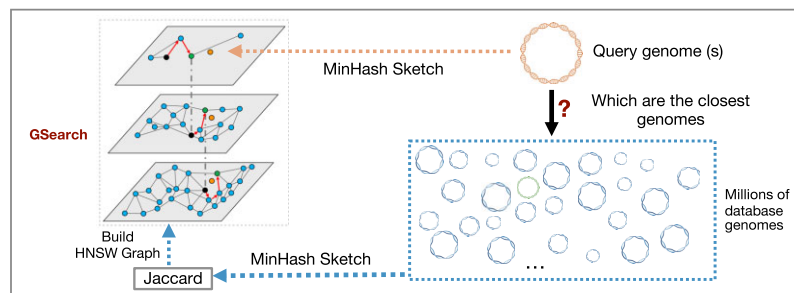 Query genome (s)
MinHash Sketch
?
Which are the closest
genomes
GSearch
Millions of
database
genomes
Build
HNSW Graph
MinHash Sketch
Jaccard
...